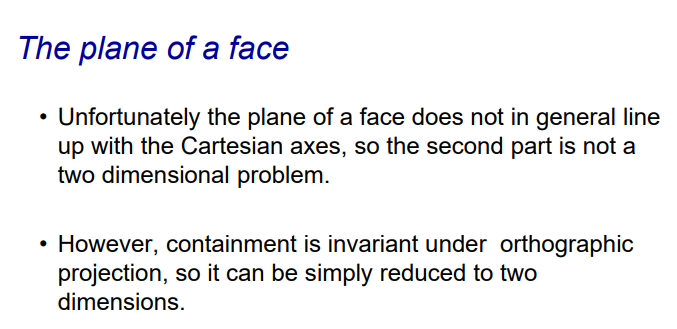 The plane of a face
• Unfortunately the plane of a face does not in general line
up with the Cartesian axes, so the second part is not a
two dimensional problem.
• However, containment is invariant under  orthographic
projection, so it can be simply reduced to two
dimensions.